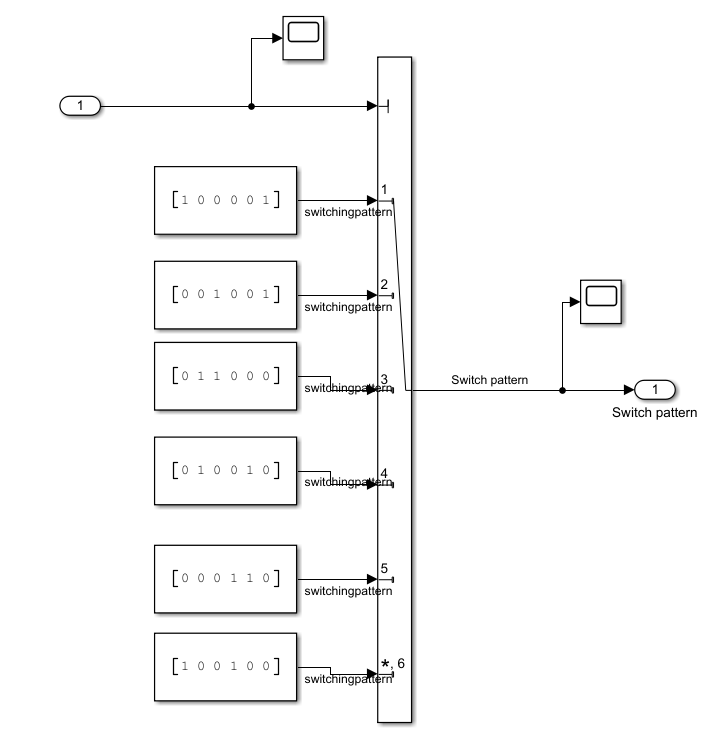 1
[1 0 0 0 0 1]
1
switchingpattern
[0 0 1 0 0 1]
2
switchingpattern
[0 1 1 0 0 0]
3
switchingpattern
Switch pattern
1
Switch pattern
[0 1 0 0 1 0]
4
switchingpattern
[0 0 0 1 1 0]
5
switchingpattern
[1 0 0 1 0 0]
*, 6
switchingpattern